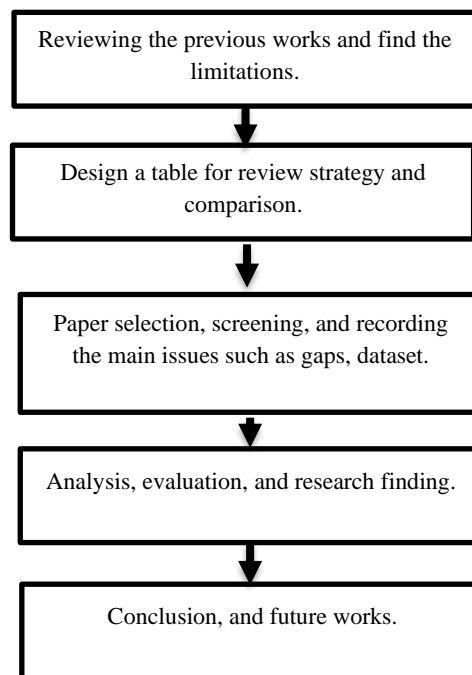 Reviewing the previous works and find the
limitations.
Design a table for review strategy and
comparison.
Paper selection, screening, and recording
the main issues such as gaps, dataset.
Analysis, evaluation, and research finding.
Conclusion, and future works.